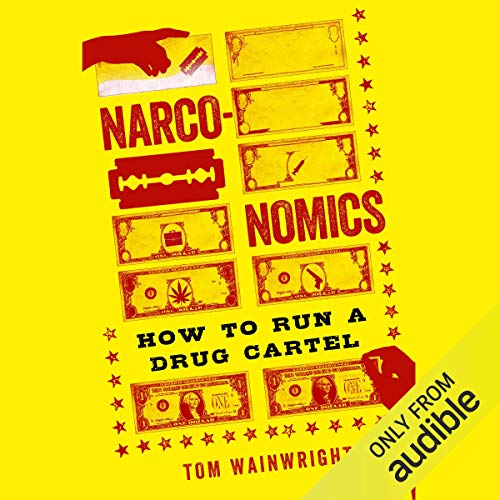 NARCO-
NOMICS
HOW TO RUN A
DRUG CARTEL
TOM WAINWRIGHT
ONLY FROM
audible